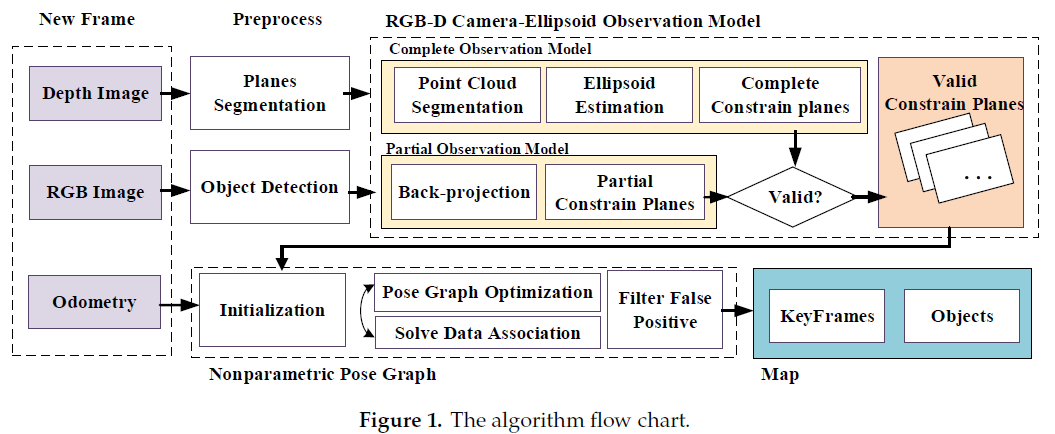 New Frame
Preprocess
RGB-D Camera-Ellipsoid Observation Model
Complete Observation Model
Depth Image
Planes
Segmentation
Point Cloud
Segmentation
Ellipsoid
Estimation
Complete
Constrain planes
Valid
Constrain Planes
. . .
Partial Observation Model
RGB Image
Object Detection
Back-projection
Partial
Constrain Planes
Valid?
Odometry
Initialization
Pose Graph Optimization
Solve Data Association
Filter False
Positive
KeyFrames
Objects
Nonparametric Pose Graph
Map
Figure 1. The algorithm flow chart.